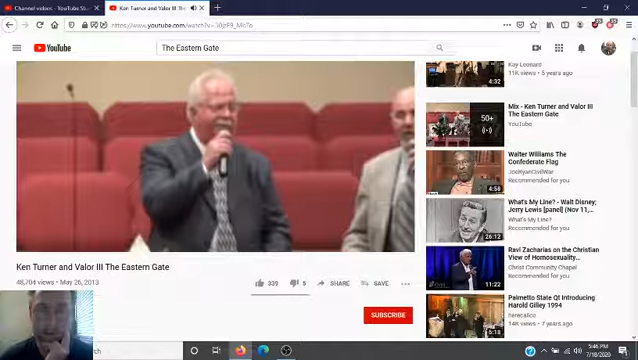 Channel videos - YouTube St
Ken Turner and Valor III The
https://www.youtube.com/watch?v=
YouTube
The Eastern Gate
Kay Leonard
11K views • 5 years ago
4:32
Mix - Ken Turner and Valor III
The Eastern Gate
YouTube
50+
Walter Williams The
Confederate Flag
JoeRyanCivilWar
Recommended for you
4:58
What's My Line? - Walt Disney;
Jerry Lewis [panel] (Nov 11,...
What's My Line?
Recommended for you
26:12
Ravi Zacharias on the Christian
View of Homosexuality...
Christ Community Chapel
Recommended for you
11:22
Palmetto State Qt Introducing
Harold Gilley 1994
herecalico
14K views • 7 years ago
5:18
Ken Turner and Valor III The Eastern Gate
48,704 views • May 26, 2013
339
5
SHARE
SAVE
SUBSCRIBE
5:46 PM
7/18/2020